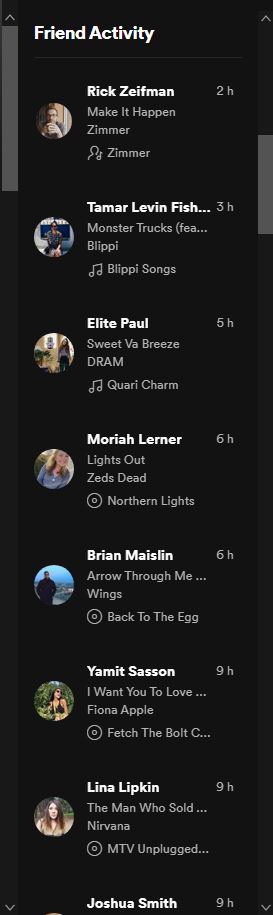 Friend Activity
Rick Zeifman 2 h
Make It Happen
Zimmer
Zimmer
Tamar Levin Fish... 3 h
Monster Trucks (fea...
Blippi
Blippi Songs
Elite Paul 5 h
Sweet Va Breeze
DRAM
Quari Charm
Moriah Lerner 6 h
Lights Out
Zeds Dead
Northern Lights
Brian Maislin 6 h
Arrow Through Me ...
Wings
Back To The Egg
Yamit Sasson 9 h
I Want You To Love ...
Fiona Apple
Fetch The Bolt C...
Lina Lipkin 9 h
The Man Who Sold ...
Nirvana
MTV Unplugged...
Joshua Smith 9 h